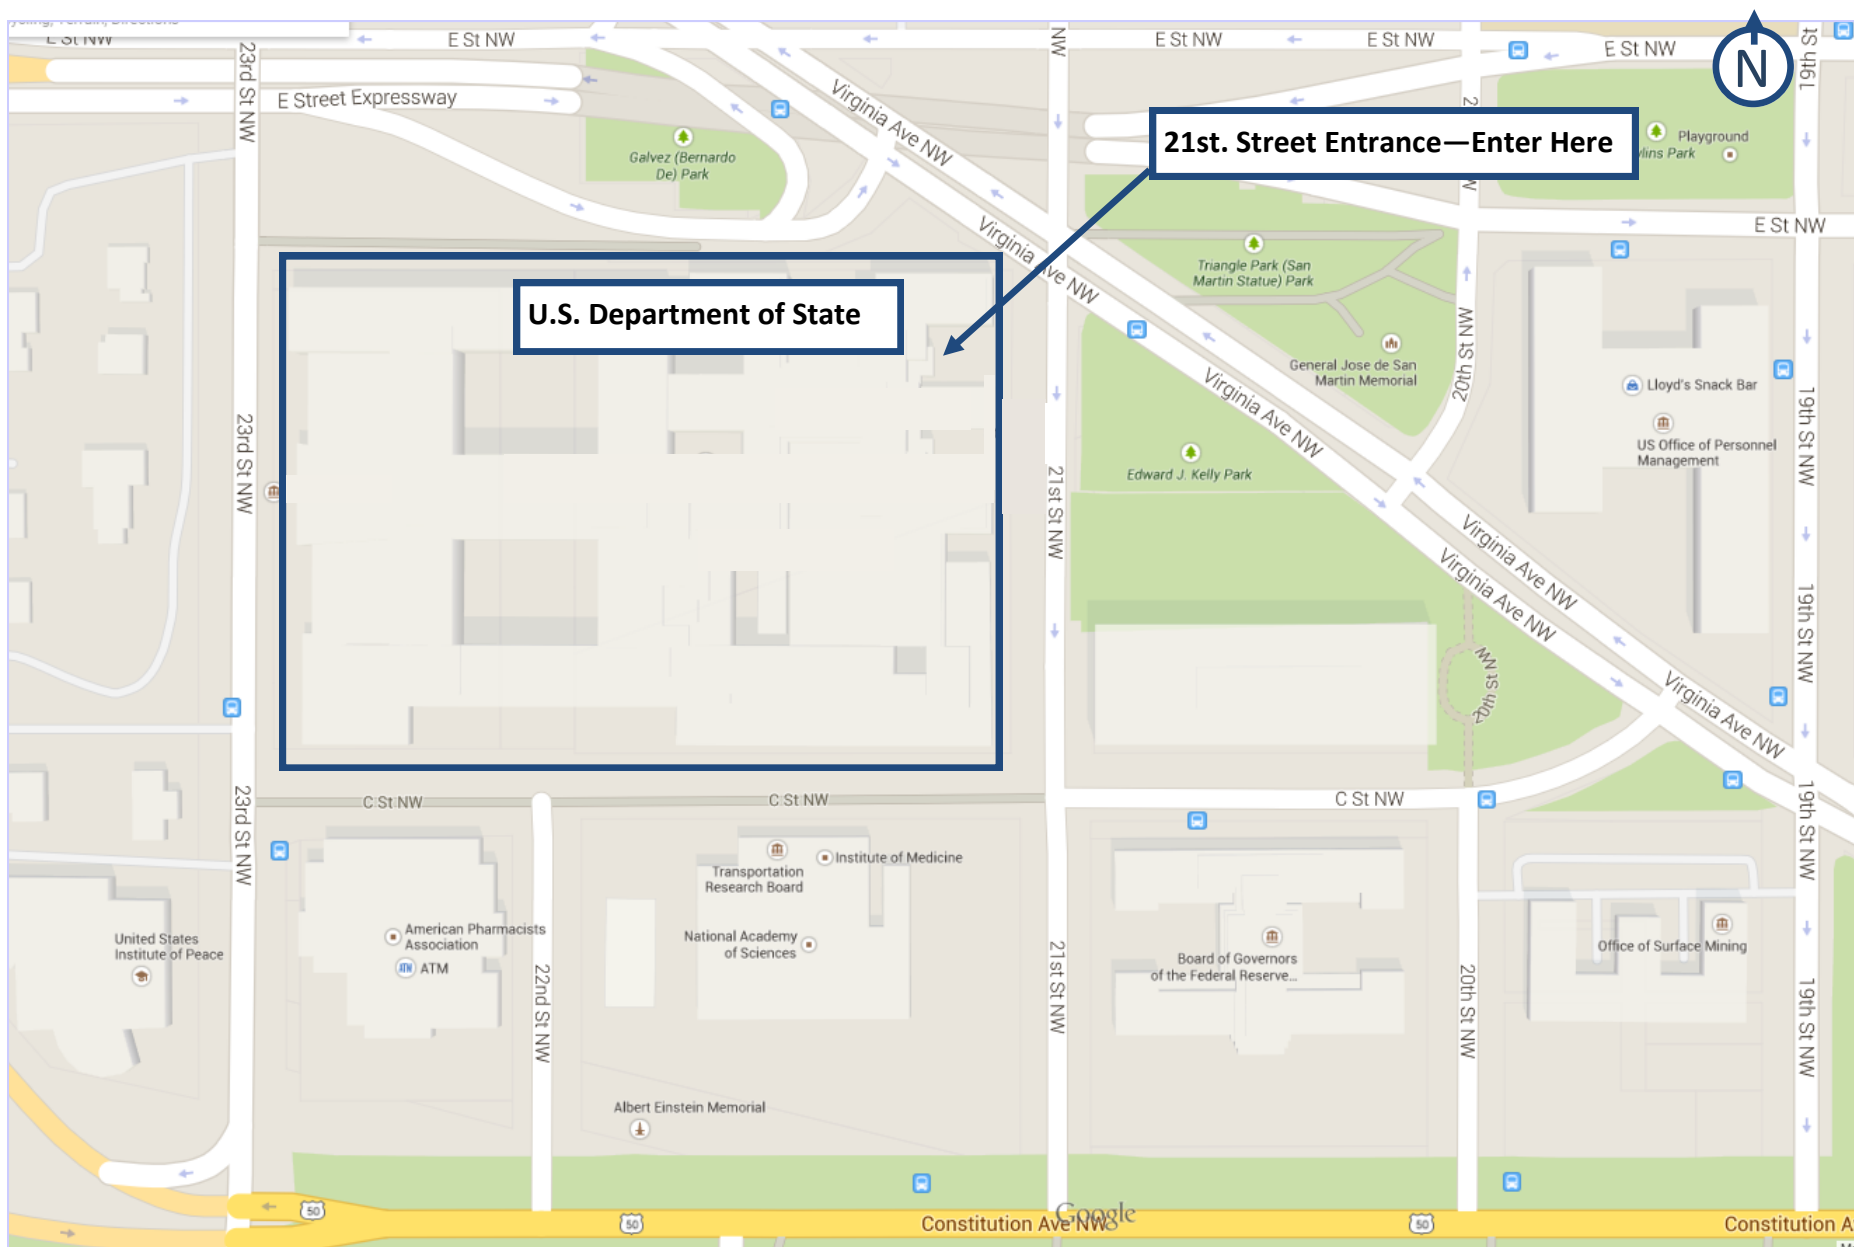 E St NW
E St NW
NW
E St NW
E St NW
E St NW
19th St
N
23rd St NW
E Street Expressway
Virginia Ave NW
21st. Street Entrance—Enter Here
Playground
Galvez (Bernardo
De) Park
Virginia Ave NW
E St NW
Triangle Park (San
Martin Statue) Park
U.S. Department of State
20th St NW
General Jose de San
Martin Memorial
Lloyd's Snack Bar
Virginia Ave NW
19th St NW
US Office of Personnel
Management
23rd St NW
Edward J. Kelly Park
21st St NW
Virginia Ave NW
Virginia Ave NW
19th St NW
20th St NW
Virginia Ave NW
C St NW
C St NW
C St NW
23rd St NW
19th St NW
Institute of Medicine
Transportation
Research Board
American Pharmacists
Association
ATM
United States
Institute of Peace
National Academy
of Sciences
Board of Governors
of the Federal Reserve...
Office of Surface Mining
22nd St NW
21st St NW
20th St NW
19th St NW
Albert Einstein Memorial
50
50
Constitution Ave NW
Google
50
Constitution A